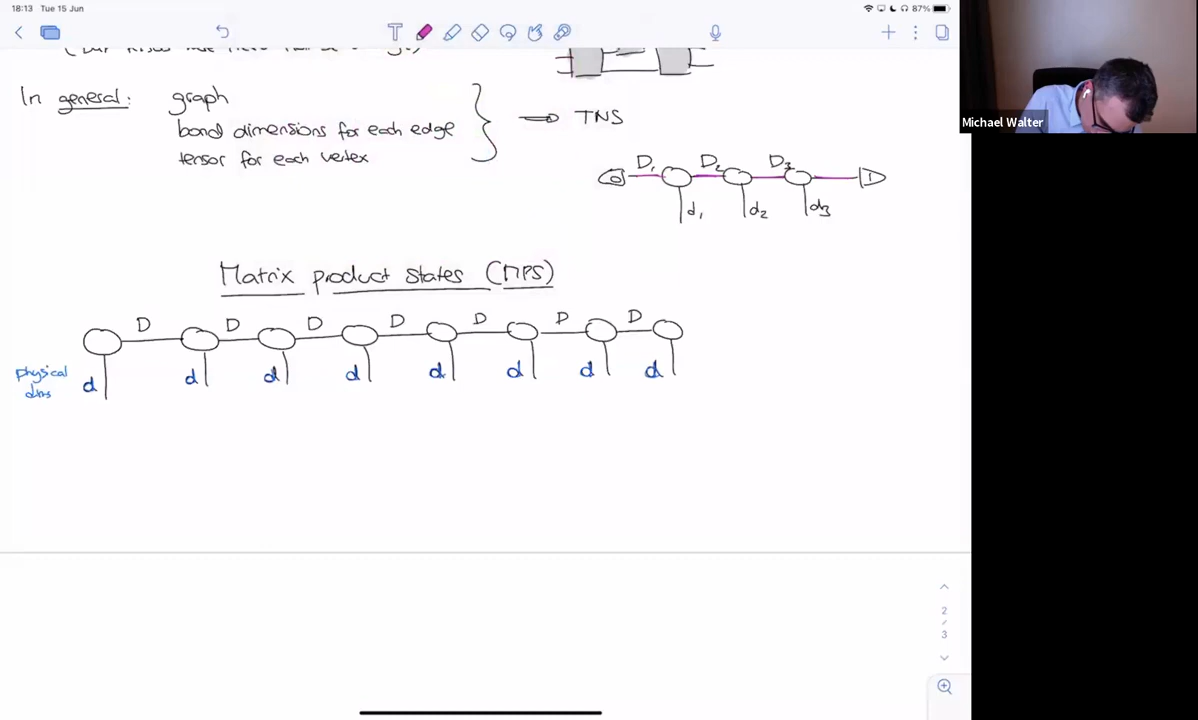 18:13 Tue 15 Jun
87%
In general: graph
bond dimensions for each edge
tensor for each vertex
→ TNS
D₁ D₂ D₃
d₁ d₂ d₃
Matrix product states (MPS)
D D D D D D D
physical
dims
d d d d d d d d
Michael Walter
2
/
3